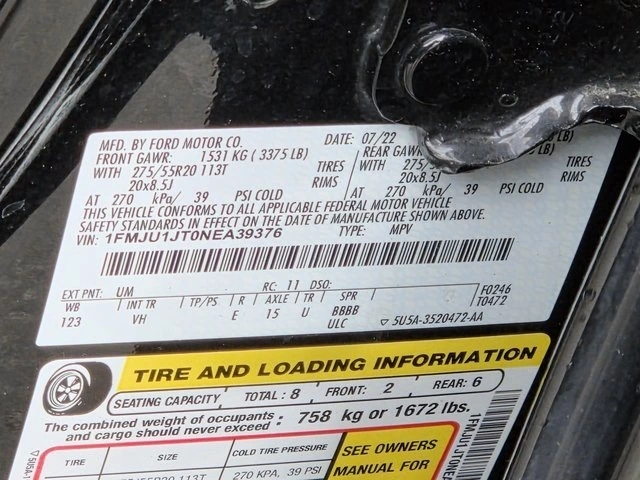 MFD. BY FORD MOTOR CO. DATE: 07/22
FRONT GAWR: 1531 KG ( 3375 LB) REAR GAWR LB)
WITH 275/55R20 113T TIRES WITH 275/ TIRES
20x8.5J RIMS 20x8.5J RIMS
AT 270 kPa/ 39 PSI COLD AT 270 kPa/ 39 PSI COLD
THIS VEHICLE CONFORMS TO ALL APPLICABLE FEDERAL MOTOR VEHICLE
SAFETY STANDARDS IN EFFECT ON THE DATE OF MANUFACTURE SHOWN ABOVE.
VIN: 1FMJU1JT0NEA39376 TYPE: MPV
EXT PNT: UM RC: 11 DSO: F0246
WB INT TR TP/PS R AXLE TR SPR T0472
123 VH E 15 U BBBB
ULC ▽ 5U5A-3520472-AA
TIRE AND LOADING INFORMATION
SEATING CAPACITY TOTAL: 8 FRONT: 2 REAR: 6
The combined weight of occupants
and cargo should never exceed : 758 kg or 1672 lbs.
TIRE SIZE COLD TIRE PRESSURE SEE OWNERS
113T 270 KPA, 39 PSI MANUAL FOR
1FMJU1JT0NE
▽5U5A-1